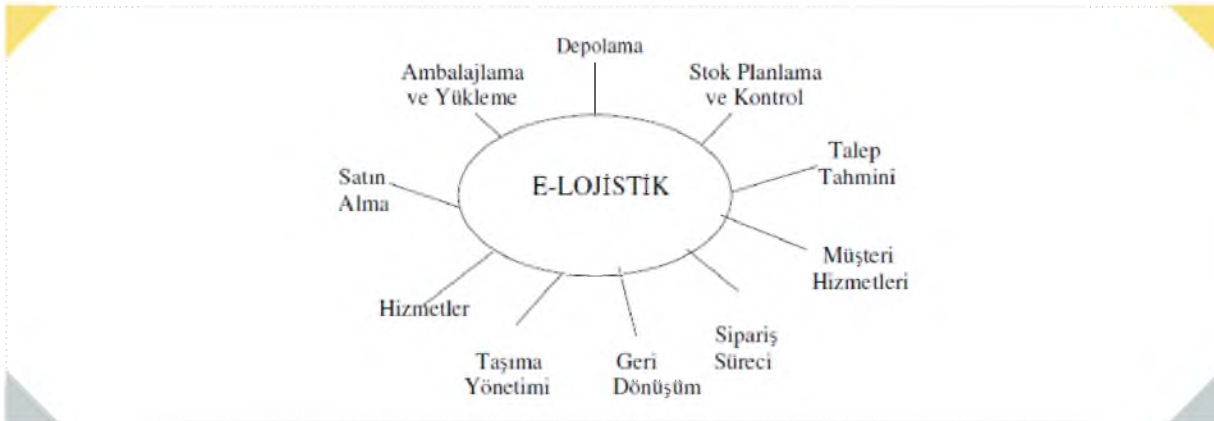 Depolama
Ambalajlama
ve Yükleme
Stok Planlama
ve Kontrol
Talep
Tahmini
Satın
Alma
E-LOJİSTİK
Müşteri
Hizmetleri
Hizmetler
Sipariş
Süreci
Taşıma
Yönetimi
Geri
Dönüşüm